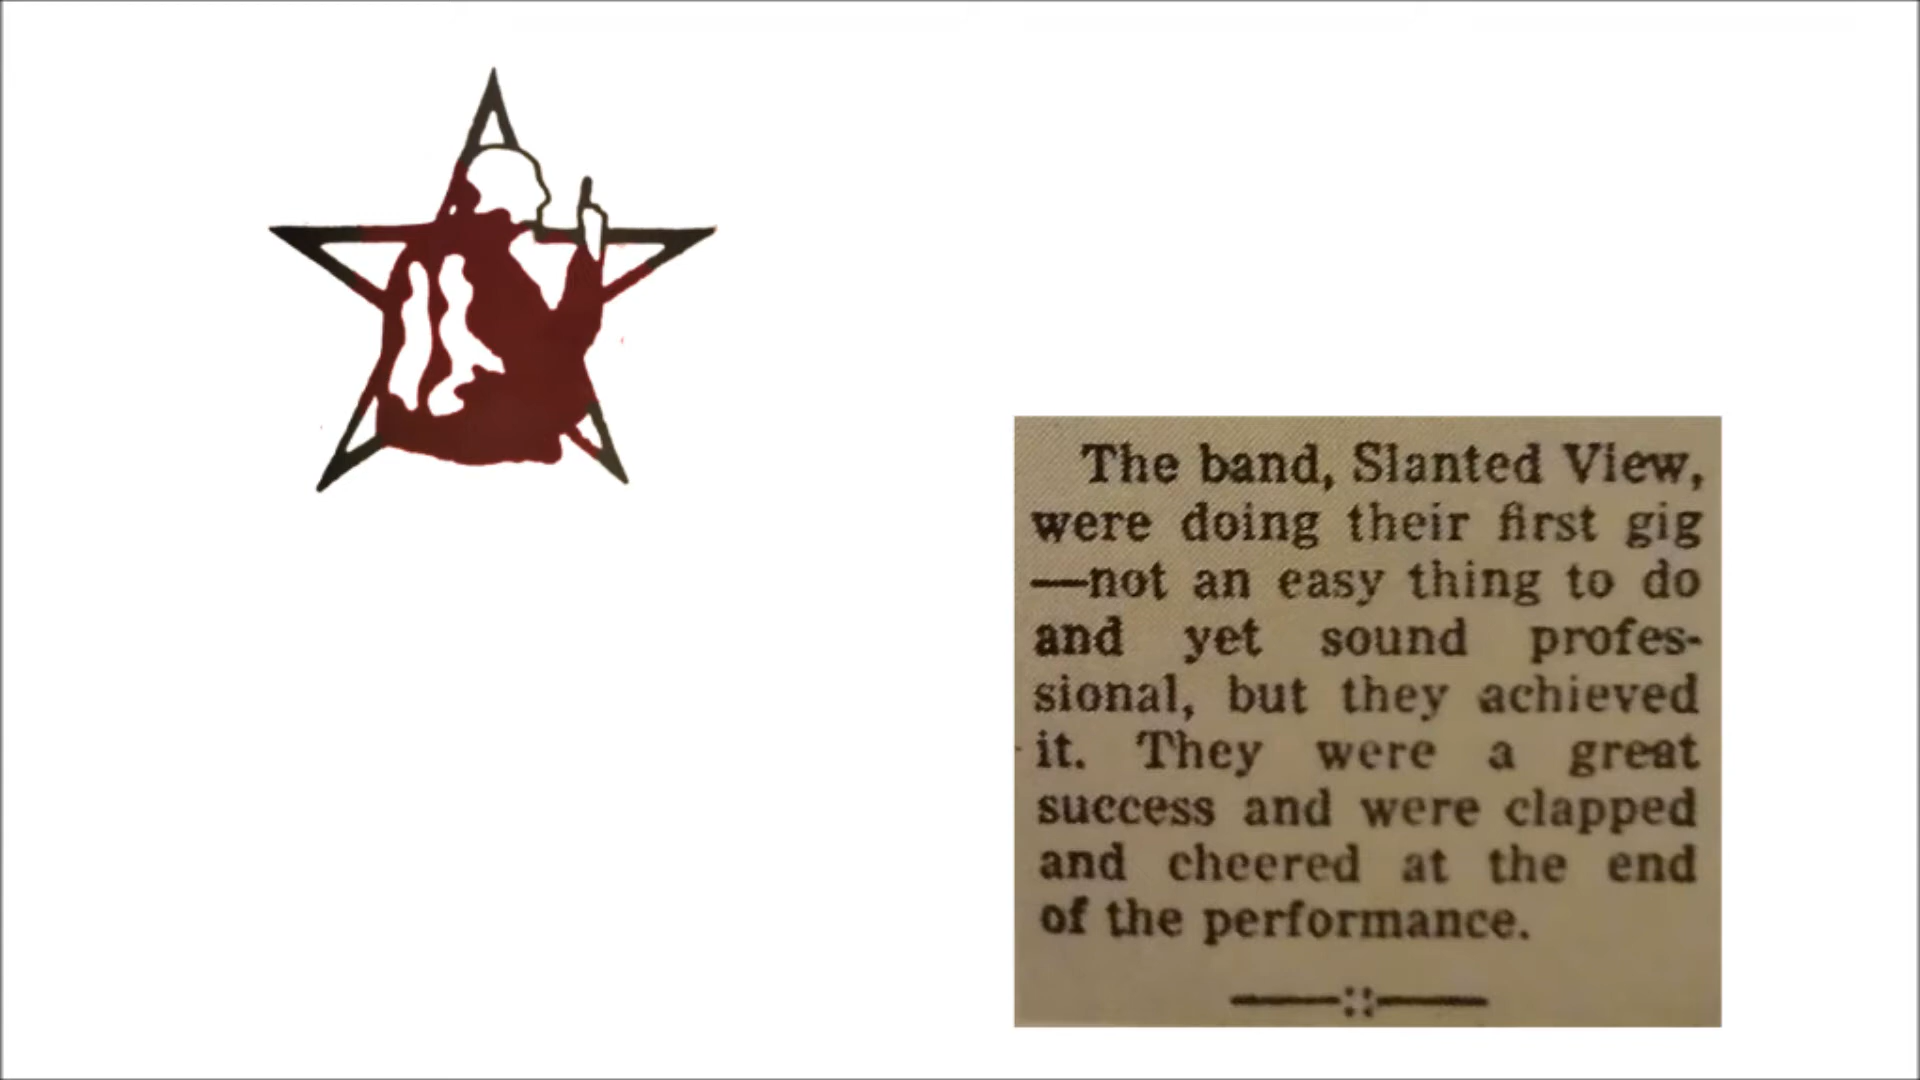 The band, Slanted View,
were doing their first gig
—not an easy thing to do
and yet sound profes-
sional, but they achieved
it. They were a great
success and were clapped
and cheered at the end
of the performance.